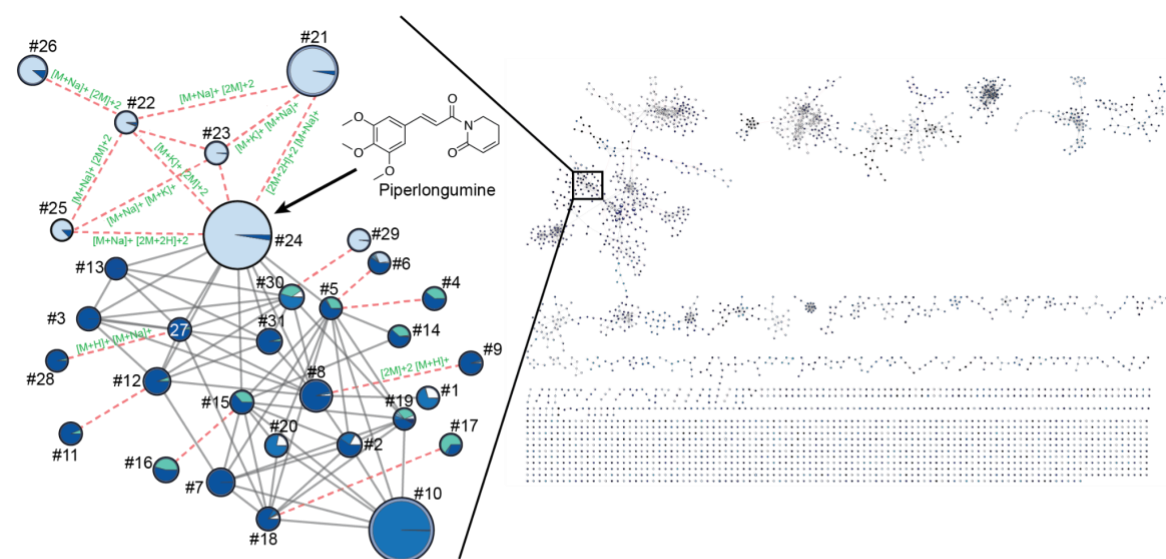 #26
#21
[M+Na]+ [2M]+2
[M+Na]+ [2M]+2
#22
#23
[M+K]+ [M+Na]+
[M+Na]+ [2M]+2
[M+K]+ [2M]+2
[2M+2H]+2 [M+Na]+
[M+Na]+ [M+K]+
O
O
N
O
O
O
O
Piperlongumine
#25
[M+Na]+ [2M+2H]+2
#24
#29
#6
#13
#30
#5
#4
#3
27
#31
#14
[M+H]+ [M+Na]+
#28
#9
[2M]+2 [M+H]+
#12
#8
#1
#15
#19
#17
#11
#20
#2
#16
#7
#10
#18